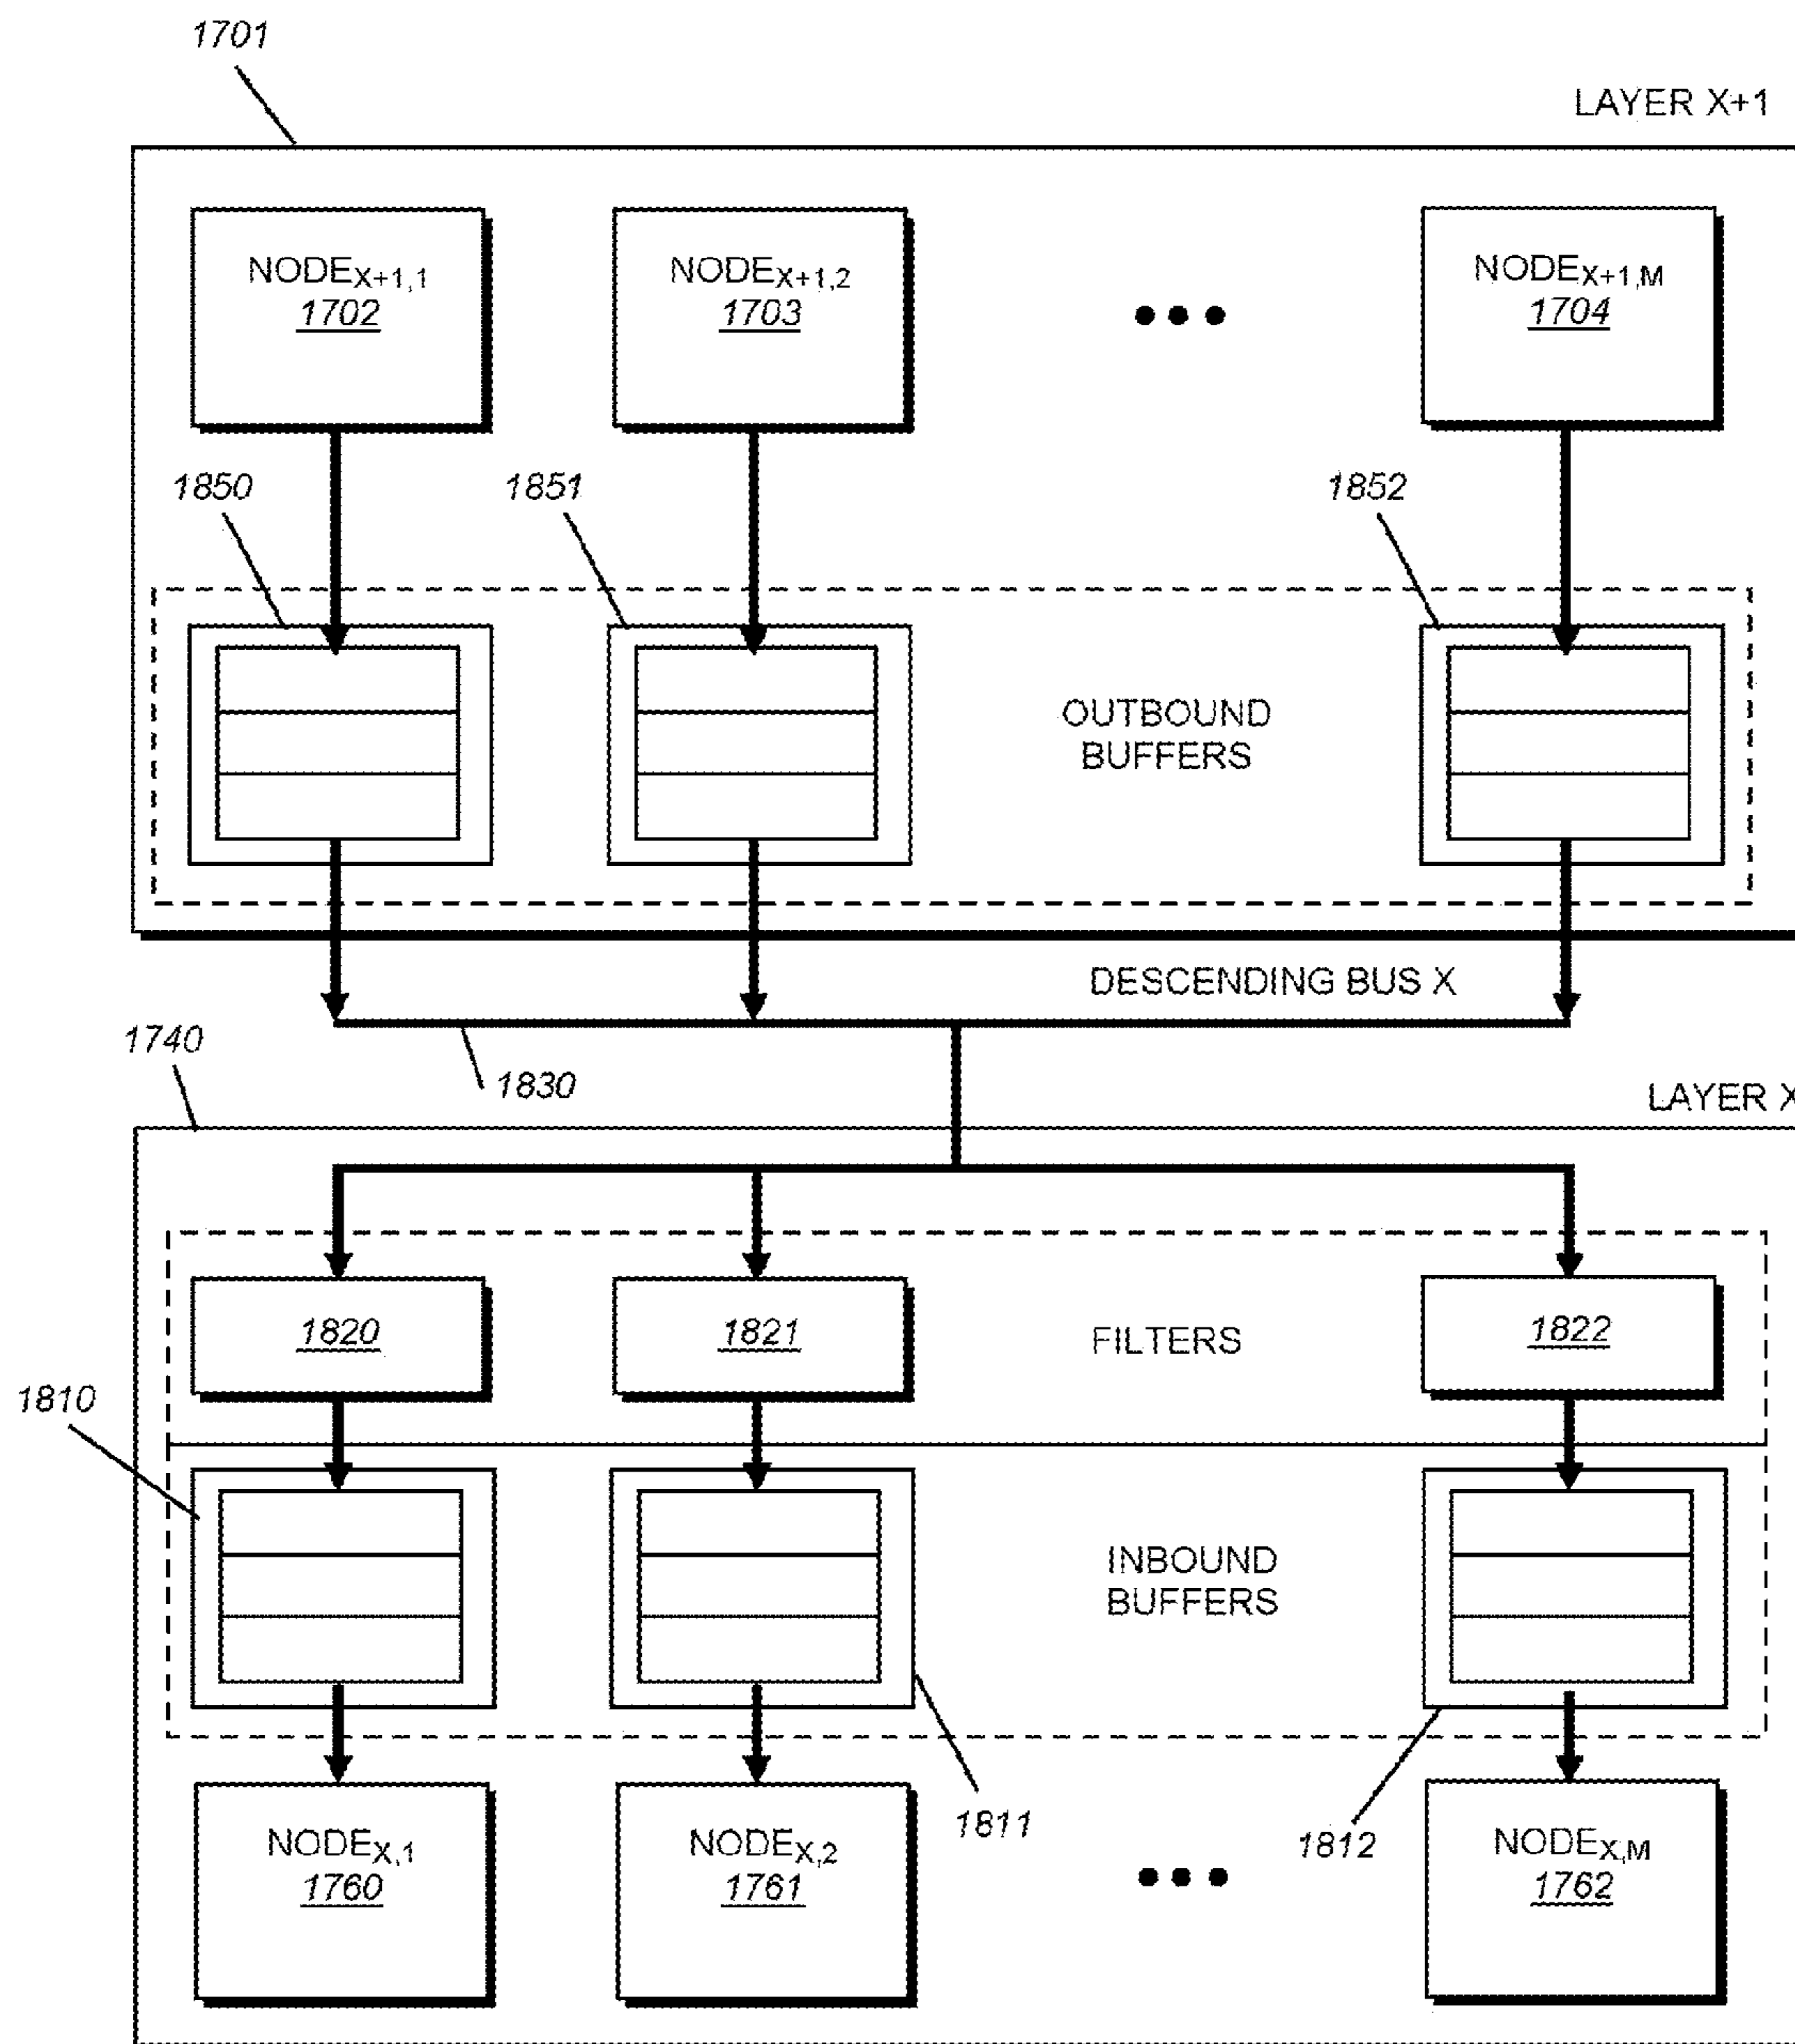 1701
LAYER X+1
NODEX+1,1
1702
NODEX+1,2
1703
NODEX+1,M
1704
1850
1851
1852
OUTBOUND
BUFFERS
DESCENDING BUS X
1740
1830
LAYER X
1820
1821
FILTERS
1822
1810
INBOUND
BUFFERS
1811
1812
NODEX,1
1760
NODEX,2
1761
NODEX,M
1762